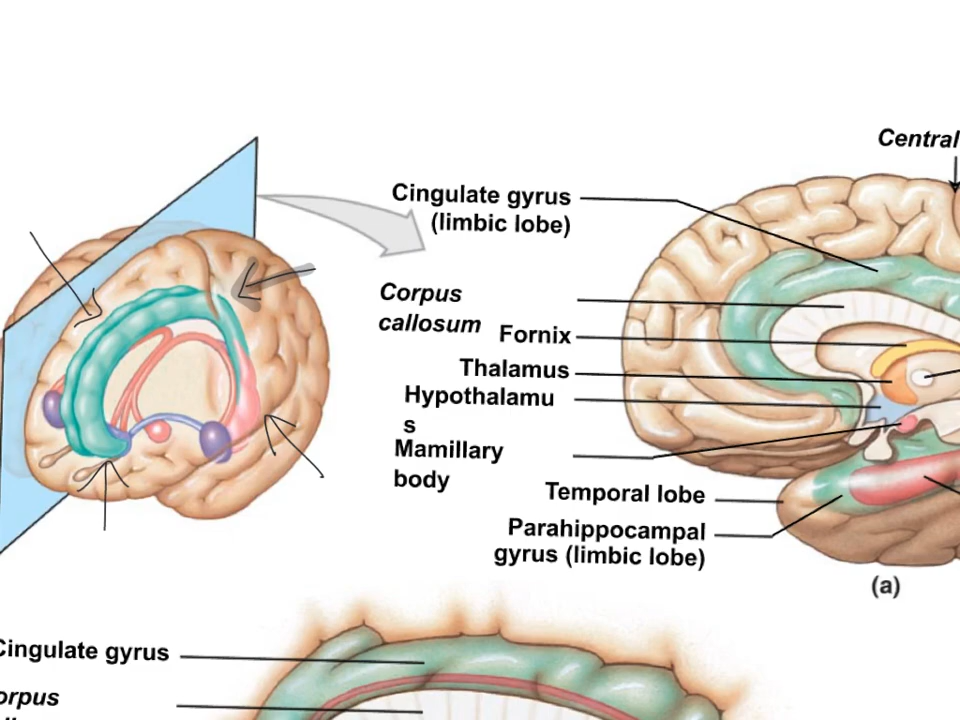 Central
Cingulate gyrus
(limbic lobe)
Corpus
callosum
Fornix
Thalamus
Hypothalamu
s
Mamillary
body
Temporal lobe
Parahippocampal
gyrus (limbic lobe)
(a)
Cingulate gyrus
orpus